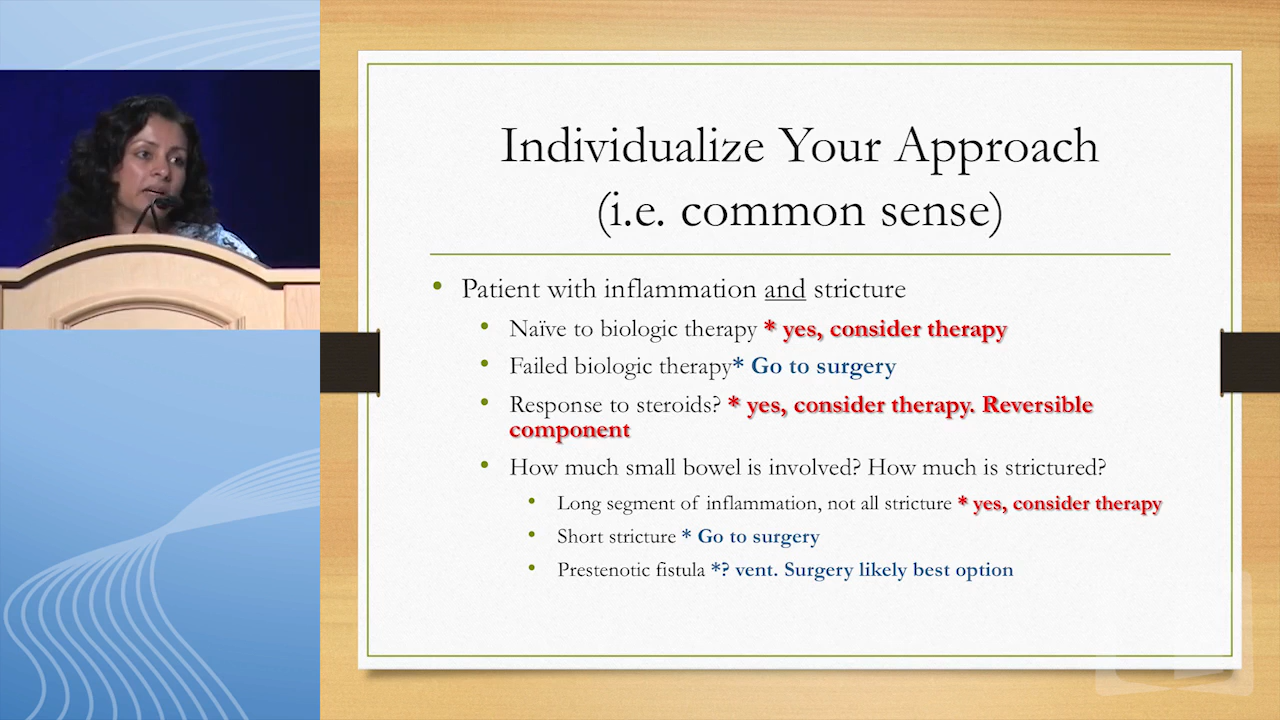 Individualize Your Approach
(i.e. common sense)
• Patient with inflammation and stricture
• Naïve to biologic therapy * yes, consider therapy
• Failed biologic therapy* Go to surgery
• Response to steroids? * yes, consider therapy. Reversible
component
• How much small bowel is involved? How much is strictured?
• Long segment of inflammation, not all stricture * yes, consider therapy
• Short stricture * Go to surgery
• Prestenotic fistula *? vent. Surgery likely best option